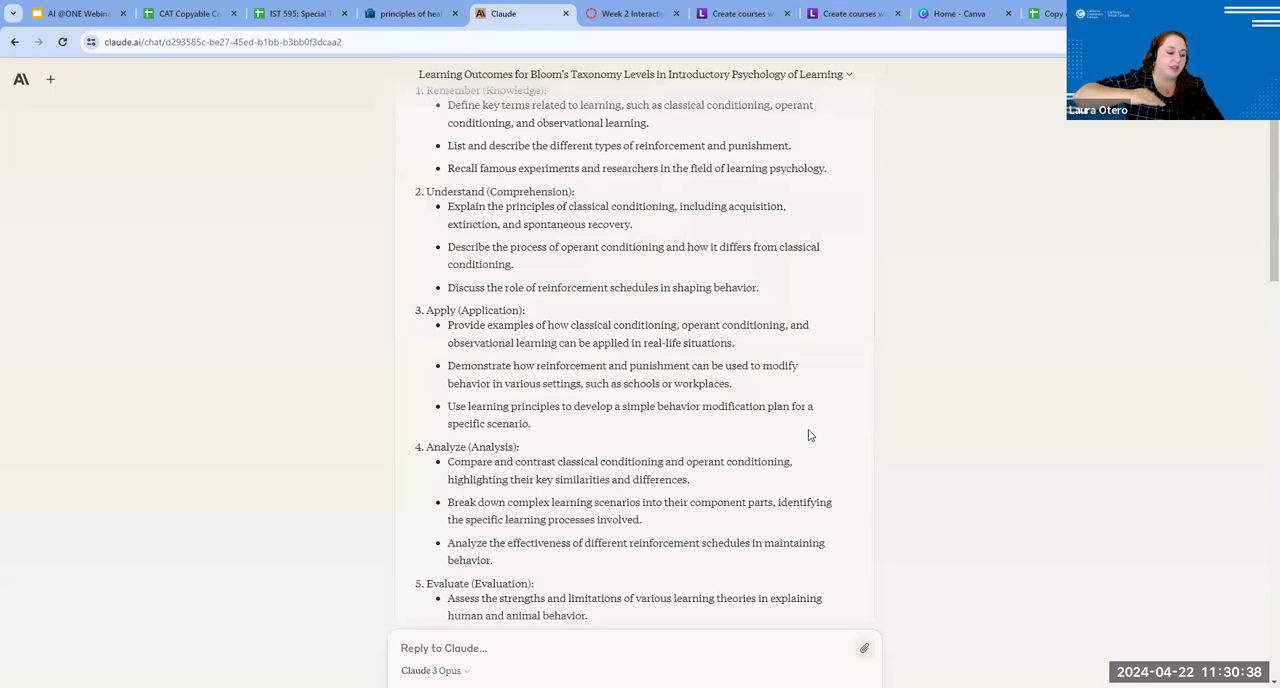 AI @ONE Webin
CAT Copyable Co
IST 595: Special T
principles of hea
Claude
Week 2 Interacti
Create courses w
Create courses w
Home - Canva
Copy
claude.ai/chat/d293585c-be27-45ed-b1bb-b3bb0f3dcaa2
Laura Otero
Learning Outcomes for Bloom's Taxonomy Levels in Introductory Psychology of Learning
1. Remember (Knowledge):
• Define key terms related to learning, such as classical conditioning, operant
conditioning, and observational learning.
• List and describe the different types of reinforcement and punishment.
• Recall famous experiments and researchers in the field of learning psychology.
2. Understand (Comprehension):
• Explain the principles of classical conditioning, including acquisition,
extinction, and spontaneous recovery.
• Describe the process of operant conditioning and how it differs from classical
conditioning.
• Discuss the role of reinforcement schedules in shaping behavior.
3. Apply (Application):
• Provide examples of how classical conditioning, operant conditioning, and
observational learning can be applied in real-life situations.
• Demonstrate how reinforcement and punishment can be used to modify
behavior in various settings, such as schools or workplaces.
• Use learning principles to develop a simple behavior modification plan for a
specific scenario.
4. Analyze (Analysis):
• Compare and contrast classical conditioning and operant conditioning,
highlighting their key similarities and differences.
• Break down complex learning scenarios into their component parts, identifying
the specific learning processes involved.
• Analyze the effectiveness of different reinforcement schedules in maintaining
behavior.
5. Evaluate (Evaluation):
• Assess the strengths and limitations of various learning theories in explaining
human and animal behavior.
Reply to Claude...
Claude 3 Opus
2024-04-22 11:30:38